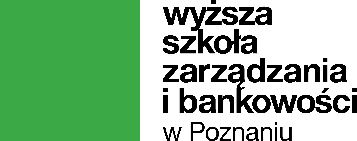 wyższa
szkoła
zarządzania
i bankowości
w Poznaniu